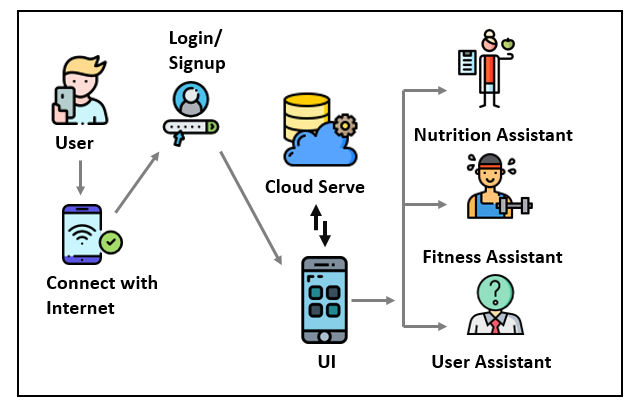 Login/
Signup
User
Cloud Serve
Nutrition Assistant
Connect with
Internet
Fitness Assistant
?
UI
User Assistant